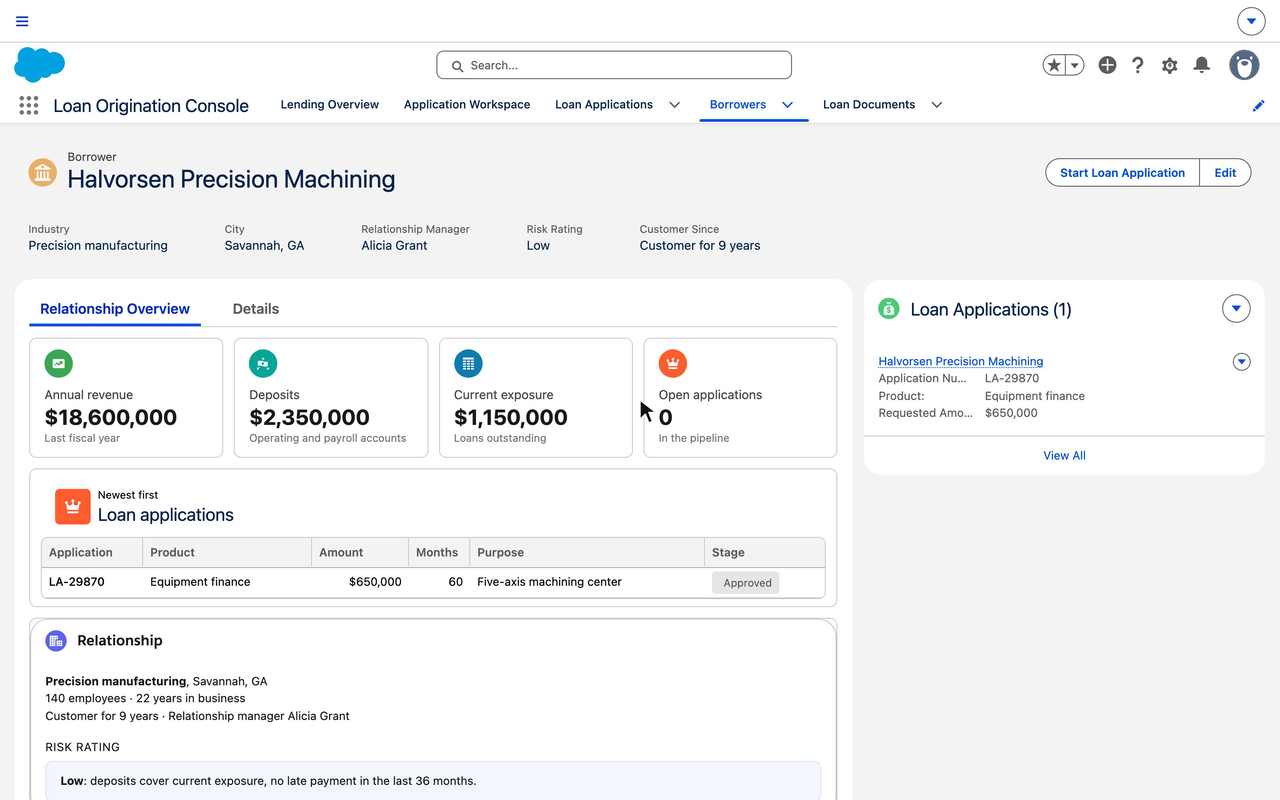 Search...
Loan Origination Console
Lending Overview
Application Workspace
Loan Applications
Borrowers
Loan Documents
Borrower
Halvorsen Precision Machining
Start Loan Application
Edit
Industry
Precision manufacturing
City
Savannah, GA
Relationship Manager
Alicia Grant
Risk Rating
Low
Customer Since
Customer for 9 years
Relationship Overview
Details
Annual revenue
$18,600,000
Last fiscal year
Deposits
$2,350,000
Operating and payroll accounts
Current exposure
$1,150,000
Loans outstanding
Open applications
0
In the pipeline
Newest first
Loan applications
Application Product Amount Months Purpose Stage
LA-29870 Equipment finance $650,000 60 Five-axis machining center Approved
Relationship
Precision manufacturing, Savannah, GA
140 employees · 22 years in business
Customer for 9 years · Relationship manager Alicia Grant
RISK RATING
Low: deposits cover current exposure, no late payment in the last 36 months.
Loan Applications (1)
Halvorsen Precision Machining
Application Nu... LA-29870
Product: Equipment finance
Requested Amo... $650,000
View All